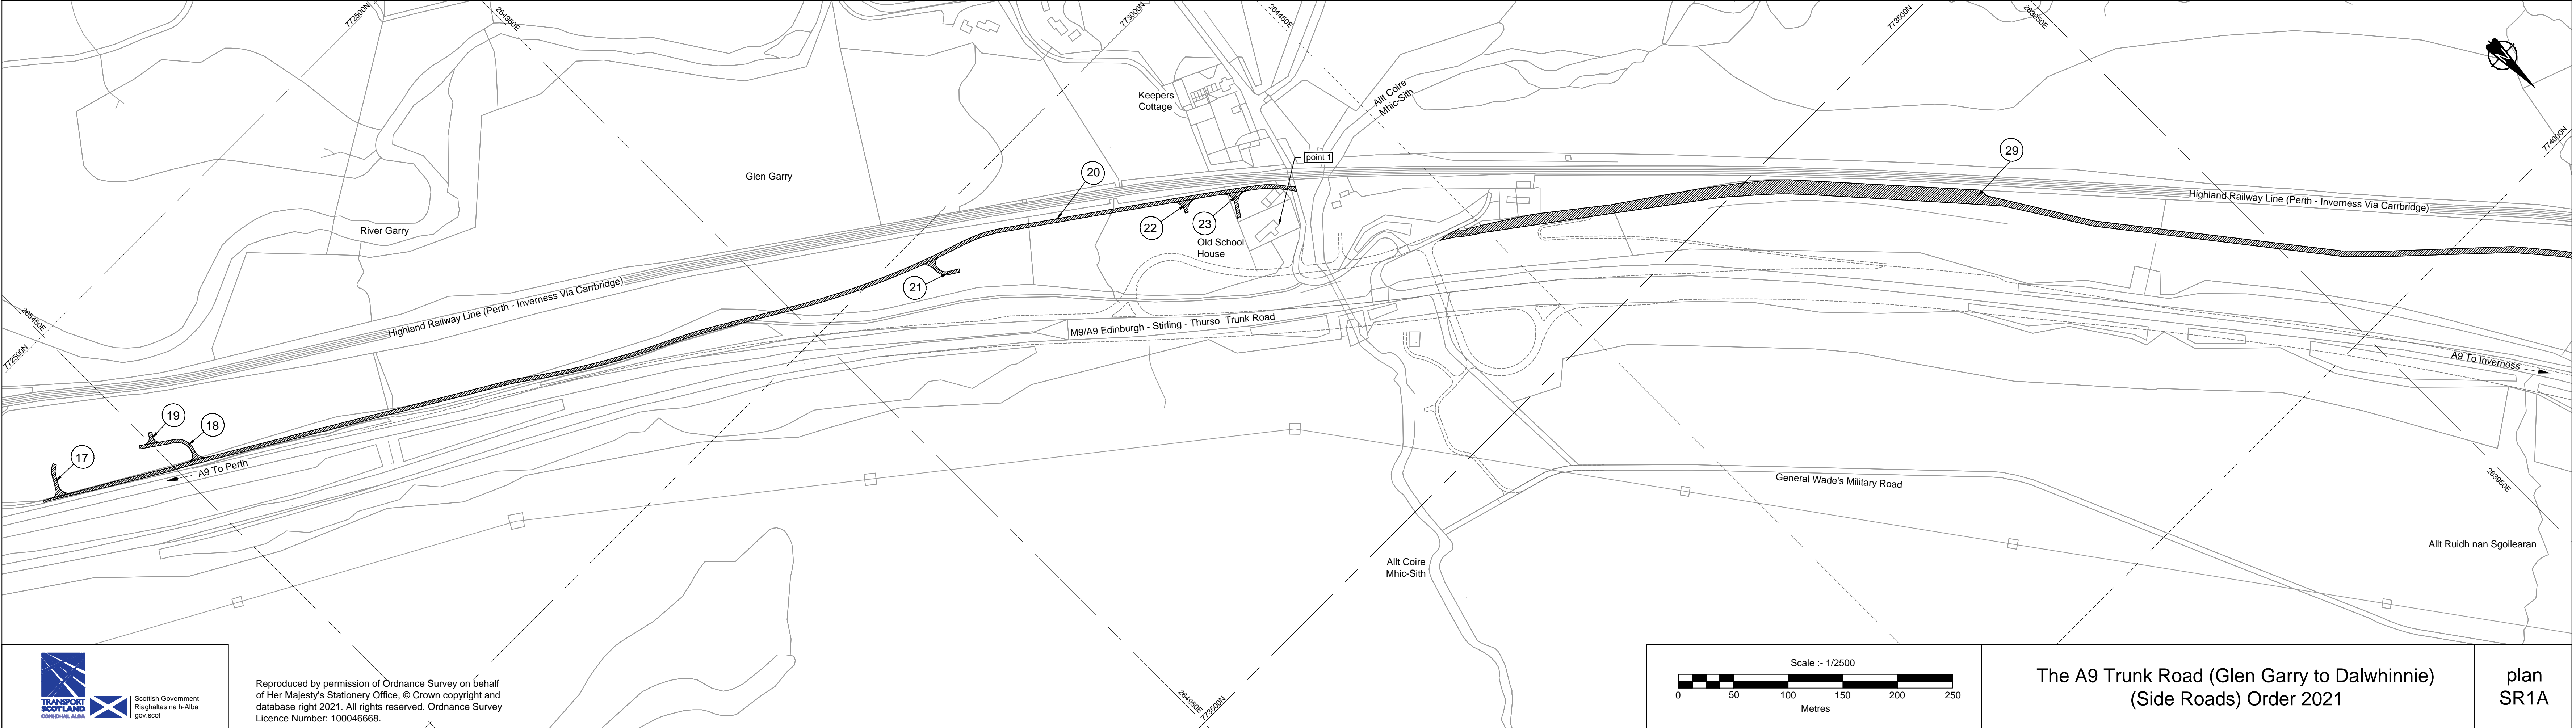 772500N
264950E
773000N
264450E
773500N
263850E
774000N
Keepers
Cottage
Allt Coire
Mhic-Sith
point 1
Glen Garry
20
29
22
23
Highland Railway Line (Perth - Inverness Via Carrbridge)
River Garry
Old School
House
21
Highland Railway Line (Perth - Inverness Via Carrbridge)
265450E
772500N
M9/A9 Edinburgh - Stirling - Thurso Trunk Road
A9 To Inverness
19
18
17
A9 To Perth
General Wade's Military Road
263950E
Allt Coire
Mhic-Sith
Allt Ruidh nan Sgoilearan
264950E
773500N
TRANSPORT
SCOTLAND
CÒMHDHAIL ALBA
Scottish Government
Riaghaltas na h-Alba
gov.scot
Reproduced by permission of Ordnance Survey on behalf
of Her Majesty's Stationery Office, © Crown copyright and
database right 2021. All rights reserved. Ordnance Survey
Licence Number: 100046668.
Scale :- 1/2500
0 50 100 150 200 250
Metres
The A9 Trunk Road (Glen Garry to Dalwhinnie)
(Side Roads) Order 2021
plan
SR1A